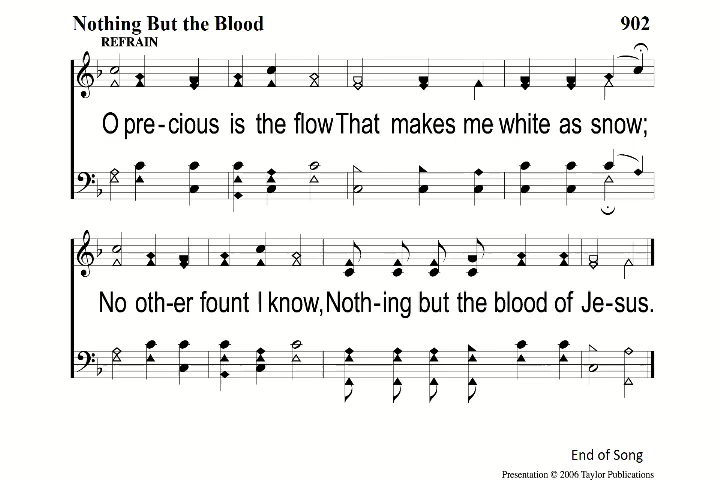 Nothing But the Blood 902
REFRAIN
O pre-cious is the flow That makes me white as snow;
No oth-er fount I know, Noth-ing but the blood of Je-sus.
End of Song
Presentation © 2006 Taylor Publications